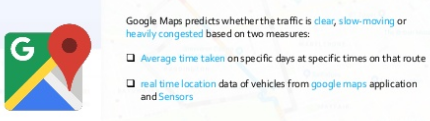 G
Google Maps predicts whether the traffic is clear, slow-moving or
heavily congested based on two measures:
Average time taken on specific days at specific times on that route
real time location data of vehicles from google maps application
and Sensors